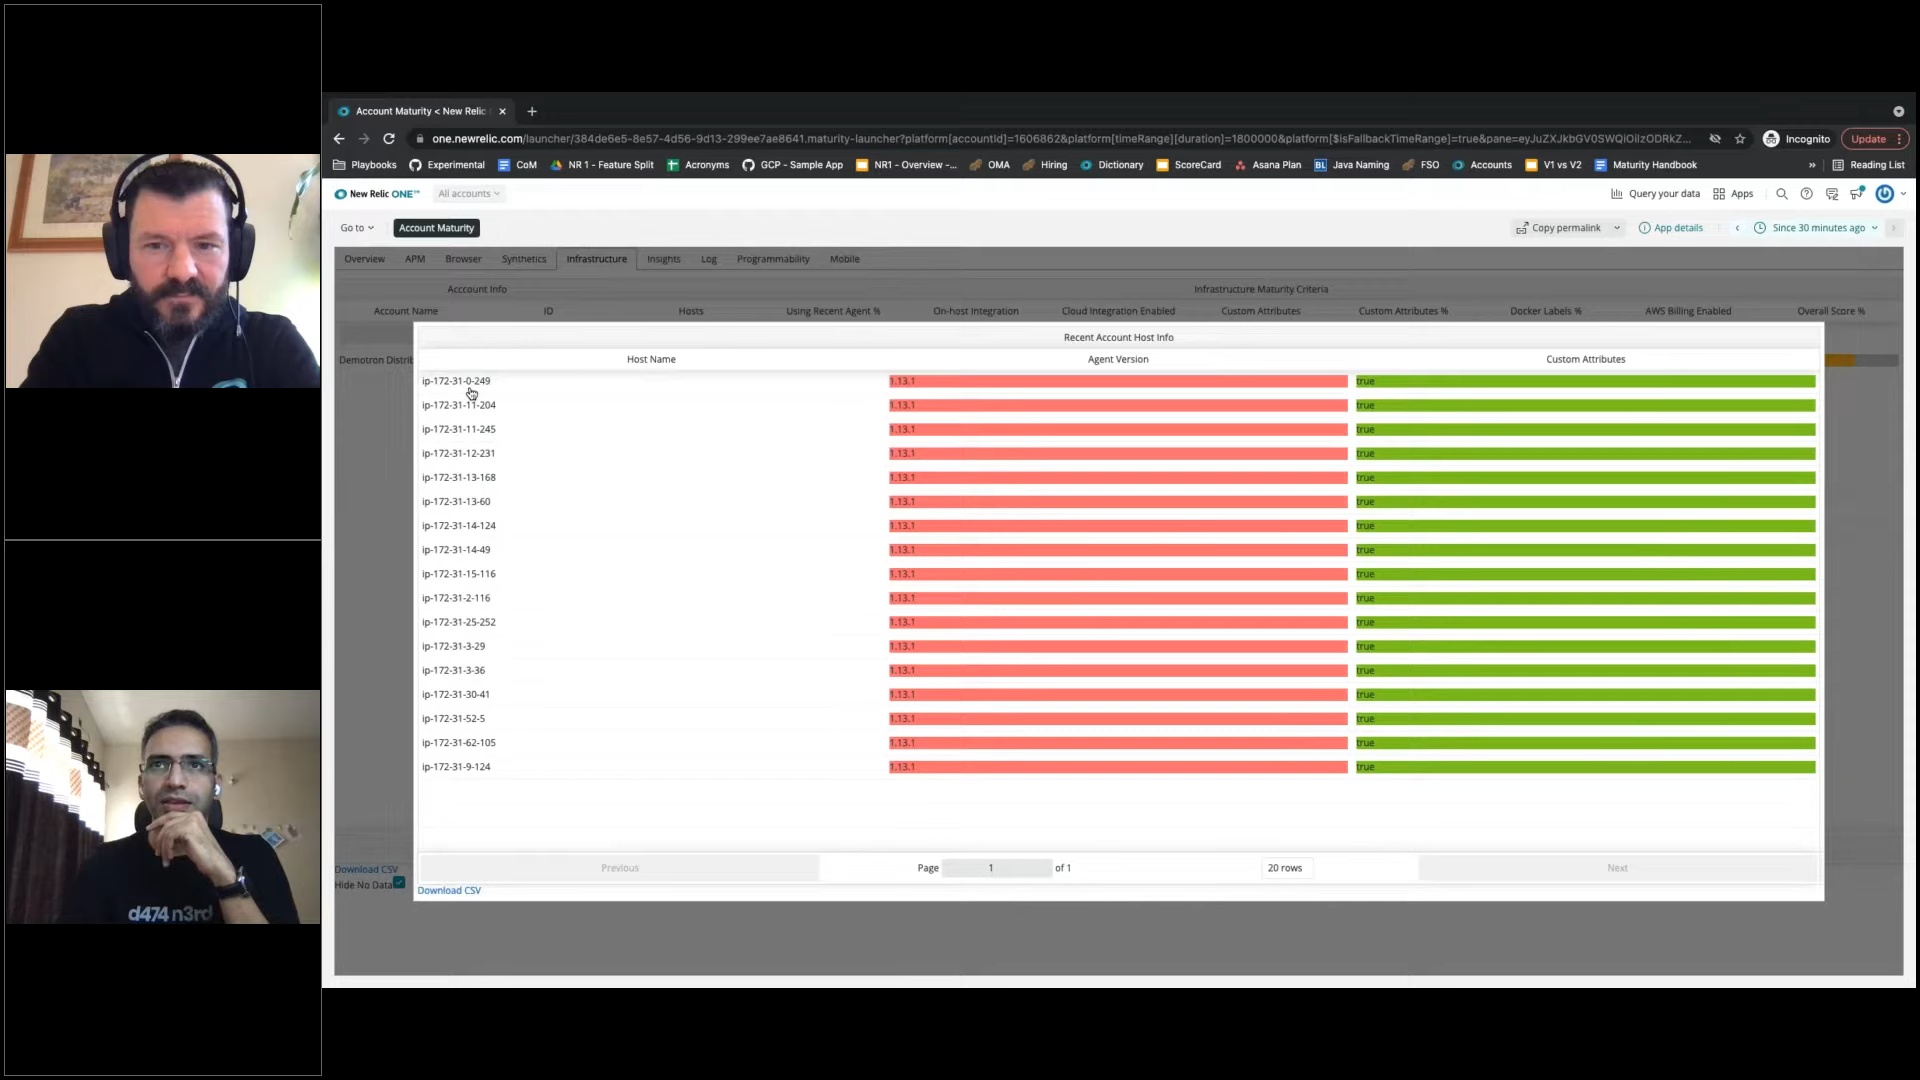 Account Maturity < New Relic
one.newrelic.com/launcher/384de6e5-8e57-4d56-9d13-299ee7ae8641.maturity-launcher?platform[accountId]=1606862&platform[timeRange][duration]=1800000&platform[$isFallbackTimeRange]=true&pane=eyJuZXJkbGV0SWQiOiIzODRkZ...
Incognito
Update
Playbooks Experimental CoM NR 1 - Feature Split Acronyms GCP - Sample App NR1 - Overview -... OMA Hiring Dictionary ScoreCard Asana Plan Java Naming FSO Accounts V1 vs V2 Maturity Handbook » Reading List
New Relic ONE™ All accounts Query your data Apps
Go to Account Maturity Copy permalink App details Since 30 minutes ago
Overview APM Browser Synthetics Infrastructure Insights Log Programmability Mobile
Acccount Info Infrastructure Maturity Criteria
Account Name ID Hosts Using Recent Agent % On-host Integration Cloud Integration Enabled Custom Attributes Custom Attributes % Docker Labels % AWS Billing Enabled Overall Score %
Recent Account Host Info
Demotron Distrib
Host Name Agent Version Custom Attributes
ip-172-31-0-249 1.13.1 true
ip-172-31-11-204 1.13.1 true
ip-172-31-11-245 1.13.1 true
ip-172-31-12-231 1.13.1 true
ip-172-31-13-168 1.13.1 true
ip-172-31-13-60 1.13.1 true
ip-172-31-14-124 1.13.1 true
ip-172-31-14-49 1.13.1 true
ip-172-31-15-116 1.13.1 true
ip-172-31-2-116 1.13.1 true
ip-172-31-25-252 1.13.1 true
ip-172-31-3-29 1.13.1 true
ip-172-31-3-36 1.13.1 true
ip-172-31-30-41 1.13.1 true
ip-172-31-52-5 1.13.1 true
ip-172-31-62-105 1.13.1 true
ip-172-31-9-124 1.13.1 true
Previous Page 1 of 1 20 rows Next
Download CSV
Hide No Data
Download CSV
d474 n3rd